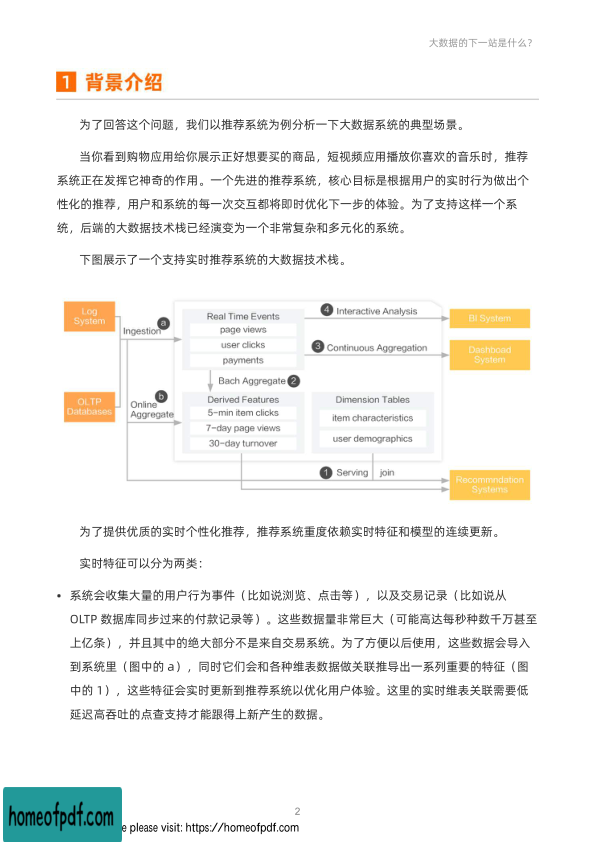 大数据的下一站是什么?
1 背景介绍
为了回答这个问题，我们以推荐系统为例分析一下大数据系统的典型场景。
当你看到购物应用给你展示正好想要买的商品，短视频应用播放你喜欢的音乐时，推荐
系统正在发挥它神奇的作用。一个先进的推荐系统，核心目标是根据用户的实时行为做出个
性化的推荐，用户和系统的每一次交互都将即时优化下一步的体验。为了支持这样一个系
统，后端的大数据技术栈已经演变为一个非常复杂和多元化的系统。
下图展示了一个支持实时推荐系统的大数据技术栈。
Log
System
OLTP
Databases
Ingestion
a
b
Online
Aggregate
Real Time Events
page views
user clicks
payments
Bach Aggregate 2
Derived Features
5-min item clicks
7-day page views
30-day turnover
Dimension Tables
item characteristics
user demographics
4 Interactive Analysis
3 Continuous Aggregation
1 Serving join
BI System
Dashboad
System
Recommndation
Systems
为了提供优质的实时个性化推荐，推荐系统重度依赖实时特征和模型的连续更新。
实时特征可以分为两类：
• 系统会收集大量的用户行为事件（比如说浏览、点击等），以及交易记录（比如说从
OLTP 数据库同步过来的付款记录等）。这些数据量非常巨大（可能高达每秒种数千万甚至
上亿条），并且其中的绝大部分不是来自交易系统。为了方便以后使用，这些数据会导入
到系统里（图中的 a），同时它们会和各种维表数据做关联推导出一系列重要的特征（图
中的 1），这些特征会实时更新到推荐系统以优化用户体验。这里的实时维表关联需要低
延迟高吞吐的点查支持才能跟得上新产生的数据。
2
homeofpdf.com
e please visit: https://homeofpdf.com